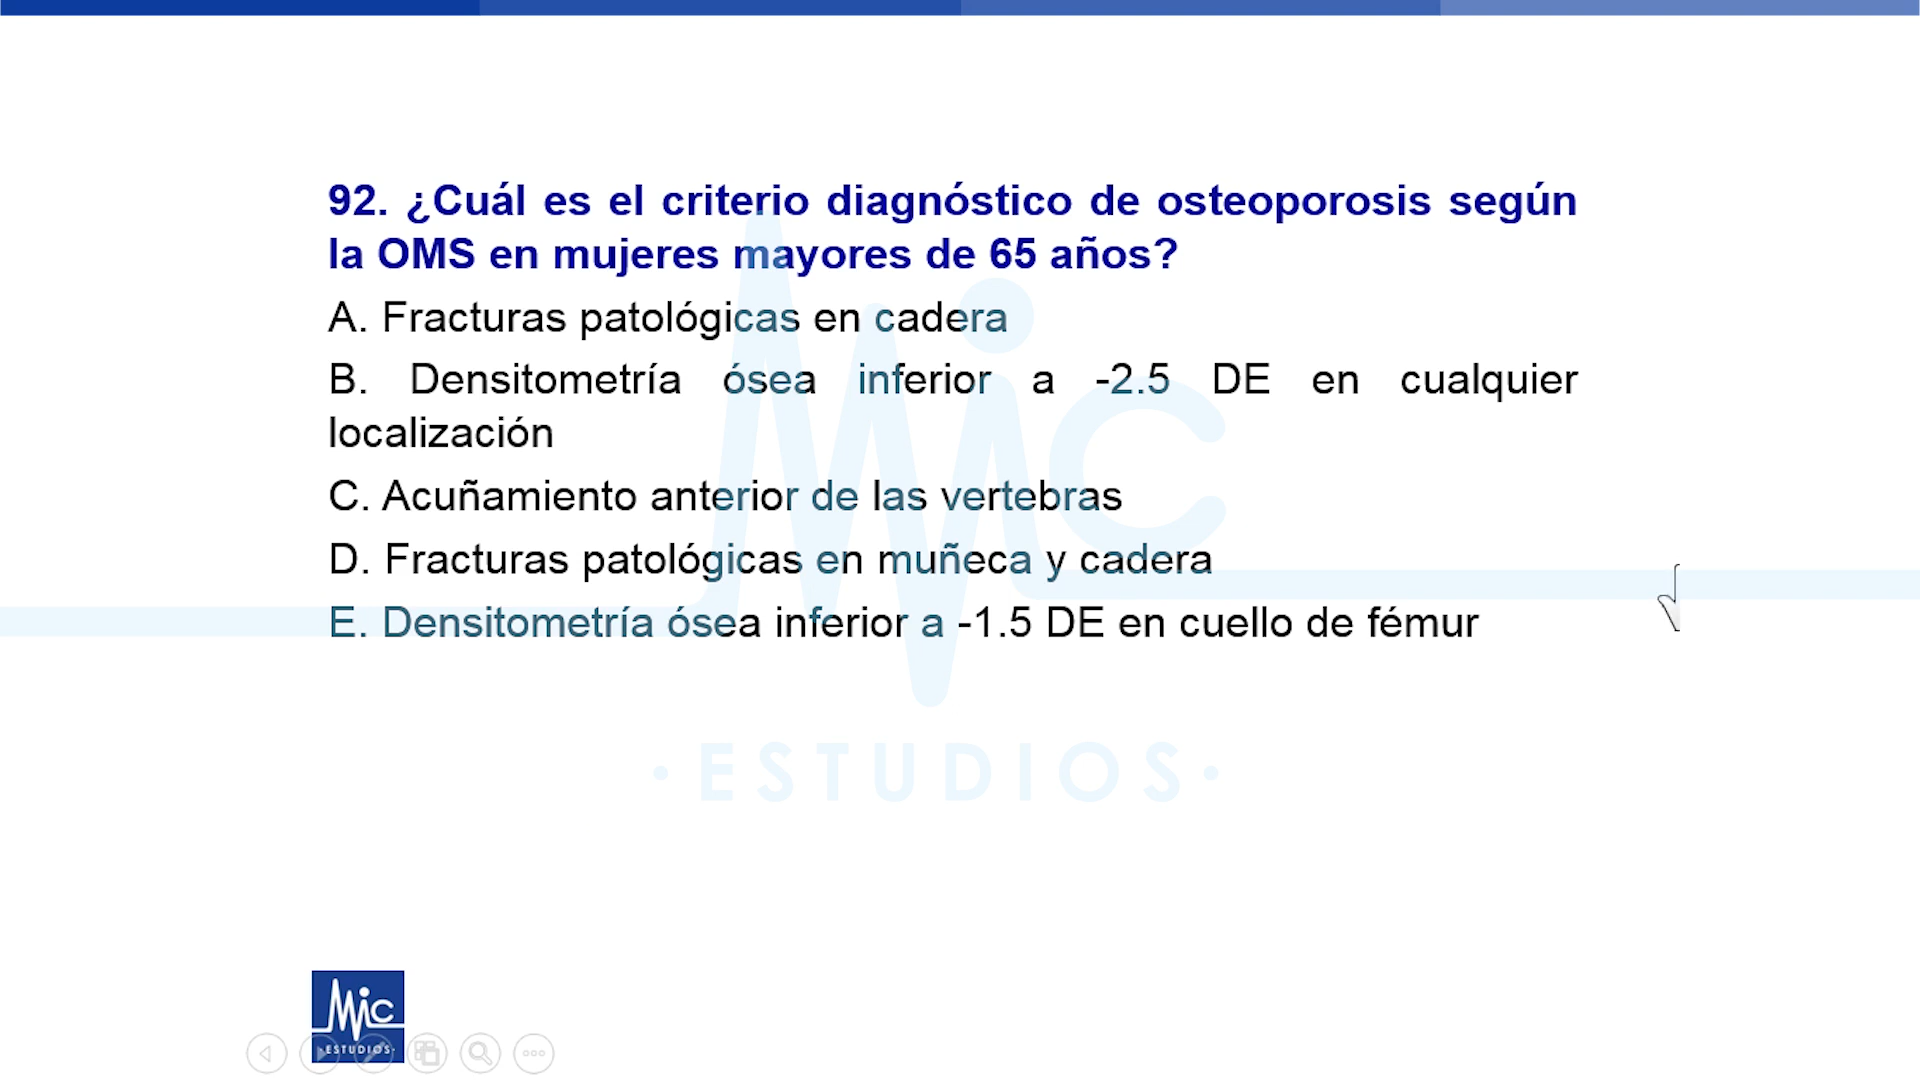 92. ¿Cuál es el criterio diagnóstico de osteoporosis según
la OMS en mujeres mayores de 65 años?
A. Fracturas patológicas en cadera
B. Densitometría ósea inferior a -2.5 DE en cualquier
localización
C. Acuñamiento anterior de las vertebras
D. Fracturas patológicas en muñeca y cadera
E. Densitometría ósea inferior a -1.5 DE en cuello de fémur
Mic
·ESTUDIOS·
Mic
·ESTUDIOS·